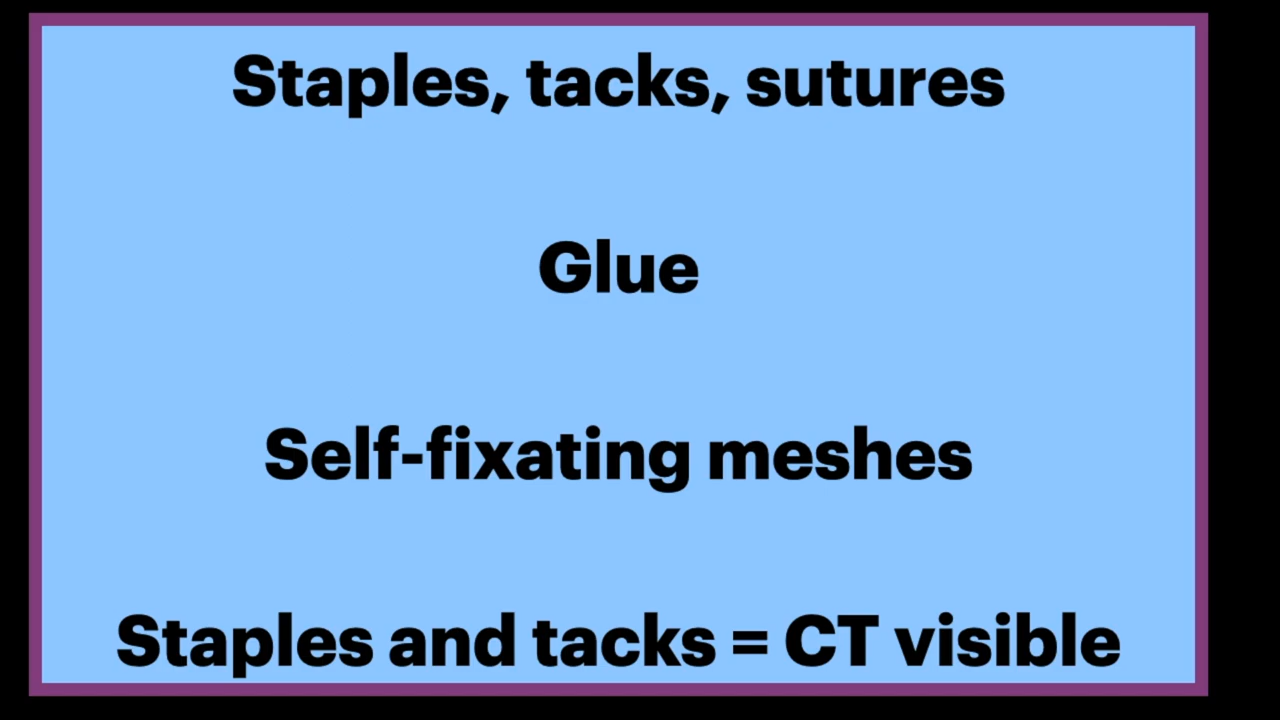 Staples, tacks, sutures
Glue
Self-fixating meshes
Staples and tacks = CT visible